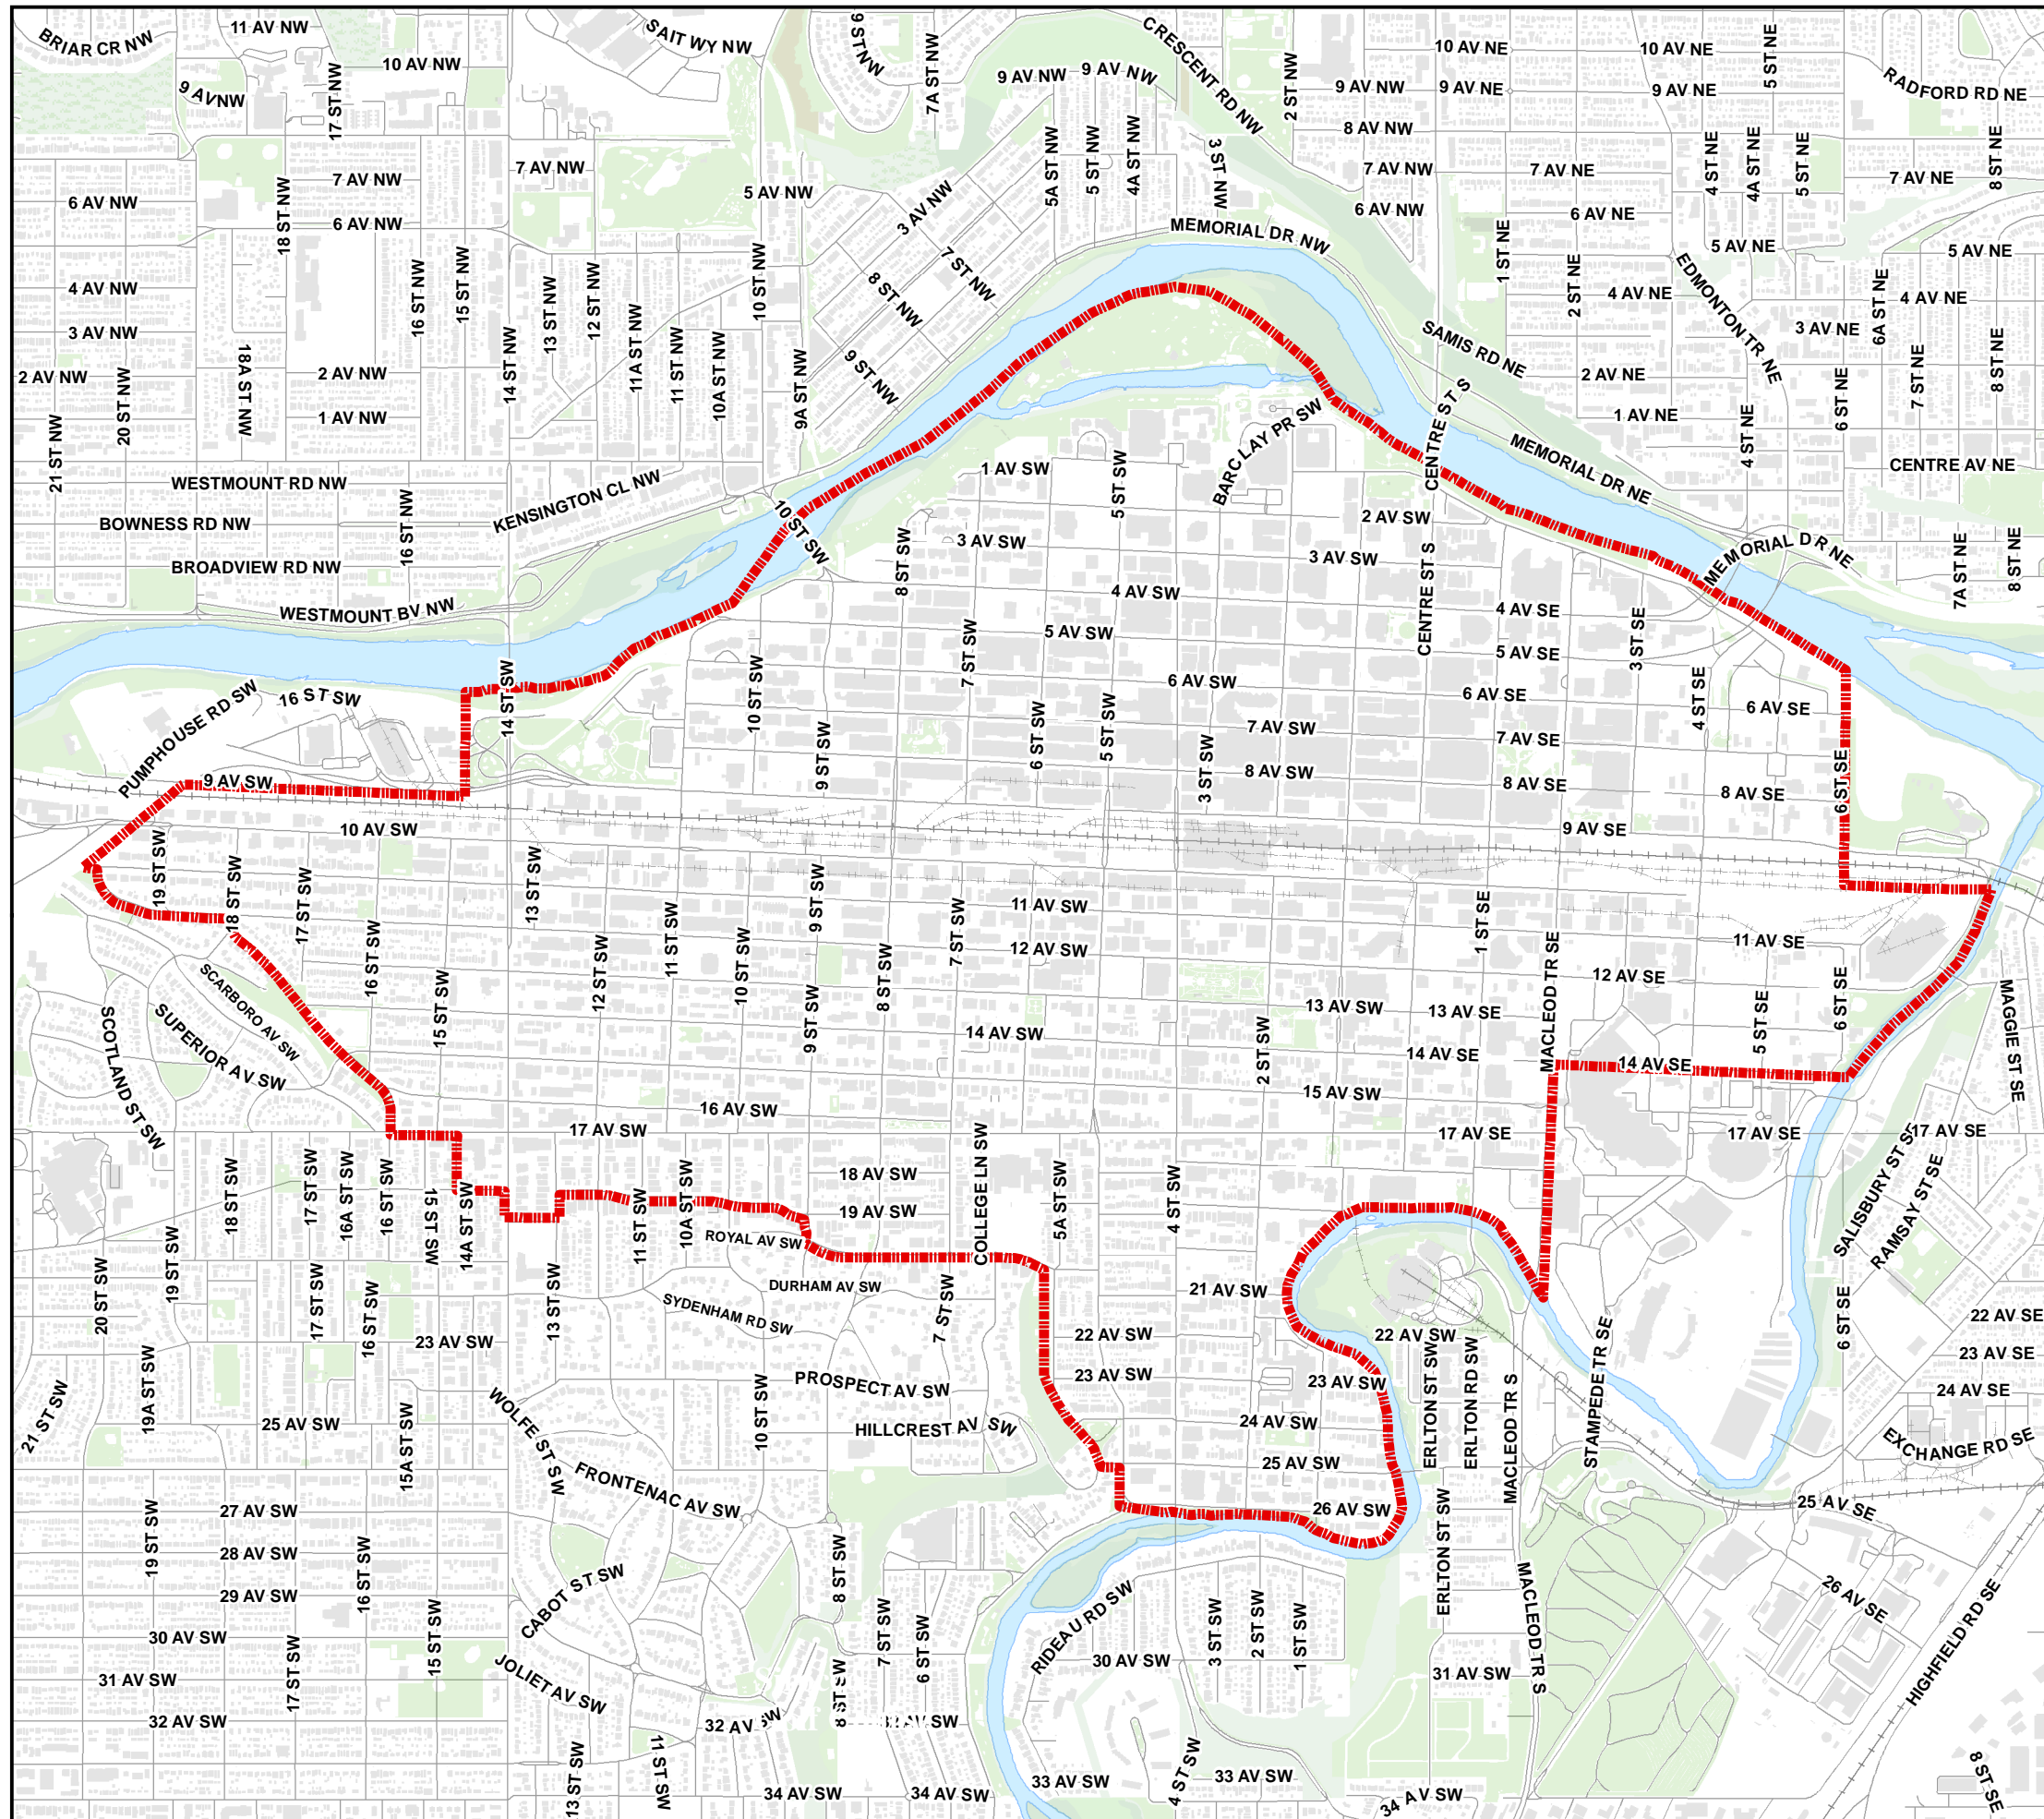 BRIAR CR NW
11 AV NW
SAIT WY NW
6 ST NW
7A ST NW
CRESCENT RD NW
2 ST NW
10 AV NE
10 AV NE
5 ST NE
RADFORD RD NE
10 AV NW
9 AV NW
17 ST NW
9 AV NW
9 AV NW
9 AV NW
9 AV NE
9 AV NE
8 AV NW
7 AV NW
5A ST NW
5 ST NW
4A ST NW
3 ST NW
7 AV NW
7 AV NE
4 ST NE
4A ST NE
5 ST NE
7 AV NE
8 ST NE
7 AV NW
18 ST NW
6 AV NW
6 AV NW
5 AV NW
3 AV NW
6 AV NW
6 AV NE
MEMORIAL DR NW
1 ST NE
5 AV NE
5 AV NE
4 AV NW
16 ST NW
15 ST NW
13 ST NW
12 ST NW
10 ST NW
7 ST NW
8 ST NW
2 ST NE
4 AV NE
EDMONTON TR NE
6A ST NE
4 AV NE
3 AV NW
14 ST NW
11A ST NW
11 ST NW
10A ST NW
SAMIS RD NE
3 AV NE
2 AV NW
20 ST NW
18A ST NW
2 AV NW
9A ST NW
9 ST NW
2 AV NE
6 ST NE
7 ST NE
8 ST NE
1 AV NW
BARCLAY PR SW
CENTRE ST S
1 AV NE
4 ST NE
21 ST NW
WESTMOUNT RD NW
KENSINGTON CL NW
1 AV SW
5 ST SW
MEMORIAL DR NE
CENTRE AV NE
BOWNESS RD NW
16 ST NW
10 ST SW
2 AV SW
BROADVIEW RD NW
8 ST SW
3 AV SW
3 AV SW
MEMORIAL DR NE
7A ST NE
8 ST NE
WESTMOUNT BV NW
4 AV SW
CENTRE ST S
4 AV SE
3 ST SE
5 AV SW
5 AV SE
PUMPHOUSE RD SW
16 ST SW
14 ST SW
10 ST SW
7 ST SW
6 AV SW
6 AV SE
4 ST SE
6 AV SE
9 ST SW
6 ST SW
5 ST SW
3 ST SW
7 AV SW
7 AV SE
6 ST SE
9 AV SW
8 AV SW
8 AV SE
8 AV SE
10 AV SW
9 AV SE
19 ST SW
18 ST SW
17 ST SW
13 ST SW
9 ST SW
11 AV SW
1 ST SE
16 ST SW
11 ST SW
7 ST SW
12 AV SW
11 AV SE
SCARBORO AV SW
12 ST SW
10 ST SW
8 ST SW
MACLEOD TR SE
12 AV SE
SCOTLAND ST SW
SUPERIOR AV SW
15 ST SW
9 ST SW
14 AV SW
13 AV SW
13 AV SE
5 ST SE
6 ST SE
MAGGIE ST SE
2 ST SW
14 AV SE
14 AV SE
16 AV SW
15 AV SW
17 AV SW
17 AV SE
17 AV SE
17 AV SE
18 ST SW
17 ST SW
16A ST SW
16 ST SW
15 ST SW
14A ST SW
11 ST SW
10A ST SW
18 AV SW
COLLEGE LN SW
5A ST SW
4 ST SW
SALISBURY ST SE
RAMSAY ST SE
19 AV SW
ROYAL AV SW
20 ST SW
19 ST SW
17 ST SW
16 ST SW
13 ST SW
SYDENHAM RD SW
DURHAM AV SW
7 ST SW
21 AV SW
STAMPEDE TR SE
6 ST SE
22 AV SE
23 AV SW
22 AV SW
22 AV SW
ERLTON ST SW
ERLTON RD SW
23 AV SE
21 ST SW
19A ST SW
PROSPECT AV SW
23 AV SW
23 AV SW
MACLEOD TR S
24 AV SE
25 AV SW
15A ST SW
WOLFE ST SW
10 ST SW
HILLCREST AV SW
24 AV SW
EXCHANGE RD SE
FRONTENAC AV SW
25 AV SW
27 AV SW
26 AV SW
25 AV SE
19 ST SW
28 AV SW
16 ST SW
8 ST SW
ERLTON ST SW
29 AV SW
CABOT ST SW
MACLEOD TR S
26 AV SE
HIGHFIELD RD SE
30 AV SW
17 ST SW
15 ST SW
7 ST SW
6 ST SW
RIDEAU RD SW
3 ST SW
2 ST SW
1 ST SW
31 AV SW
JOLIET AV SW
8 ST SW
30 AV SW
31 AV SW
32 AV SW
32 AV SW
32 AV SW
13 ST SW
11 ST SW
34 AV SW
34 AV SW
33 AV SW
4 ST SW
33 AV SW
34 AV SW
8 ST SE